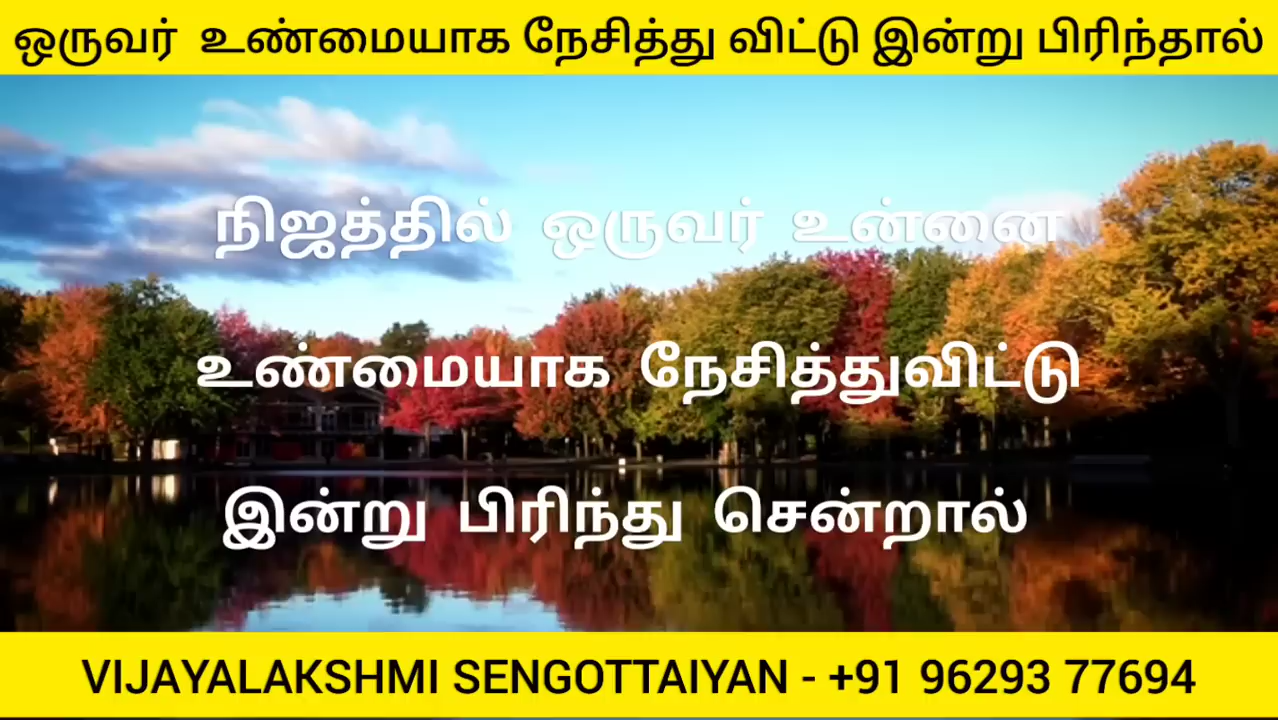 ஒருவர் உண்மையாக நேசித்து விட்டு இன்று பிரிந்தால்
நிஜத்தில் ஒருவர் உன்னை
உண்மையாக நேசித்துவிட்டு
இன்று பிரிந்து சென்றால்
VIJAYALAKSHMI SENGOTTAIYAN - +91 96293 77694